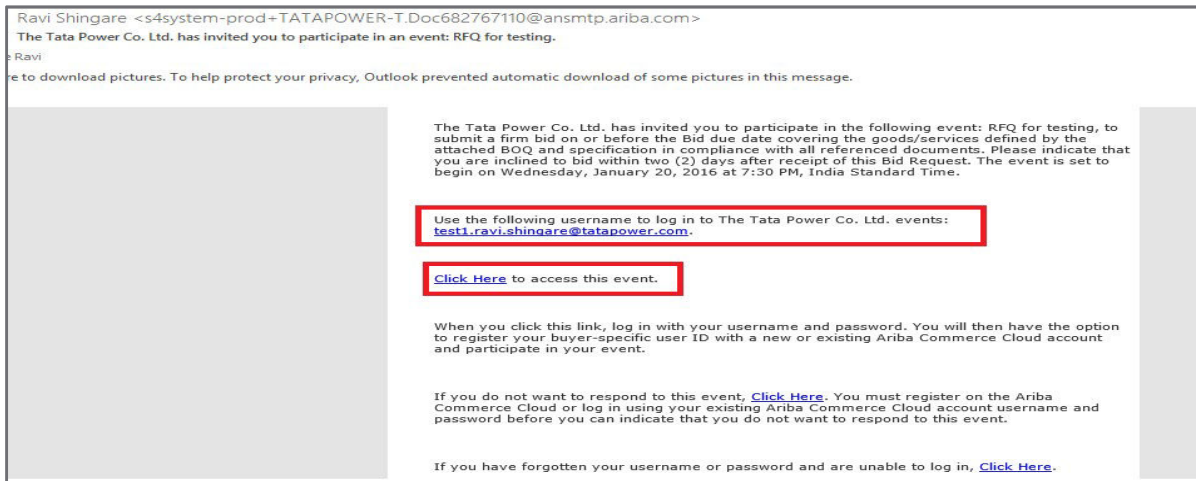 Ravi Shingare <s4system-prod+TATAPOWER-T.Doc682767110@ansmtp.ariba.com>
The Tata Power Co. Ltd. has invited you to participate in an event: RFQ for testing.
Ravi
re to download pictures. To help protect your privacy, Outlook prevented automatic download of some pictures in this message.
The Tata Power Co. Ltd. has invited you to participate in the following event: RFQ for testing, to
submit a firm bid on or before the Bid due date covering the goods/services defined by the
attached BOQ and specification in compliance with all referenced documents. Please indicate that
you are inclined to bid within two (2) days after receipt of this Bid Request. The event is set to
begin on Wednesday, January 20, 2016 at 7:30 PM, India Standard Time.
Use the following username to log in to The Tata Power Co. Ltd. events:
test1.ravi.shingare@tatapower.com.
Click Here to access this event.
When you click this link, log in with your username and password. You will then have the option
to register your buyer-specific user ID with a new or existing Ariba Commerce Cloud account
and participate in your event.
If you do not want to respond to this event, Click Here. You must register on the Ariba
Commerce Cloud or log in using your existing Ariba Commerce Cloud account username and
password before you can indicate that you do not want to respond to this event.
If you have forgotten your username or password and are unable to log in, Click Here.